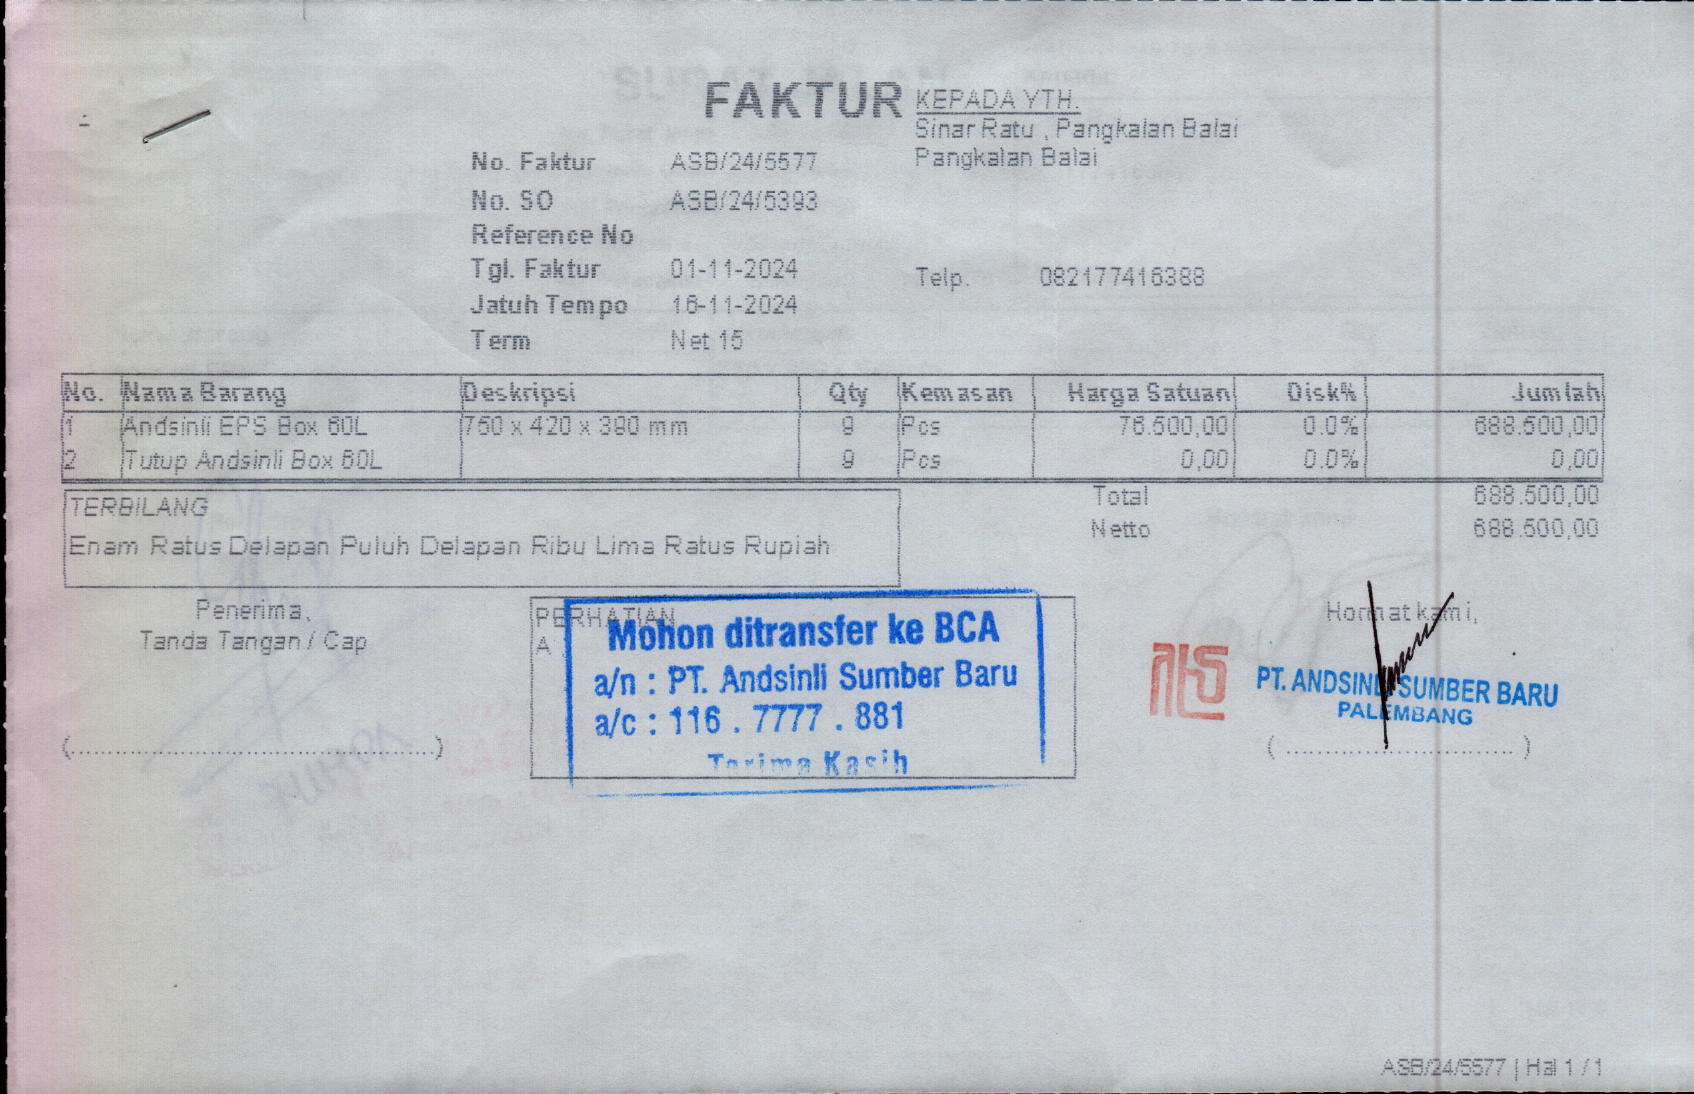 FAKTUR
KEPADA YTH.
Sinar Ratu , Pangkalan Balai
Pangkalan Balai
No. Faktur ASB/24/5577
No. SO ASB/24/5393
Reference No
Tgl. Faktur 01-11-2024
Jatuh Tempo 16-11-2024
Term Net 15
Telp. 082177416388
No. Nama Barang Deskripsi Qty Kemasan Harga Satuan Disk% Jumlah
1 Andsinli EPS Box 60L 750 x 420 x 390 mm 9 Pcs 76.500,00 0.0% 688.500,00
2 Tutup Andsinli Box 60L 9 Pcs 0,00 0.0% 0,00
Total 688.500,00
Netto 688.500,00
TERBILANG
Enam Ratus Delapan Puluh Delapan Ribu Lima Ratus Rupiah
Penerima,
Tanda Tangan / Cap
(...........................................................)
PERHATIAN
A
Mohon ditransfer ke BCA
a/n : PT. Andsinli Sumber Baru
a/c : 116 . 7777 . 881
Terima Kasih
Hormat kami,
PT. ANDSINLI SUMBER BARU
PALEMBANG
( .................................... )
ASB/24/5577 | Hal 1 / 1